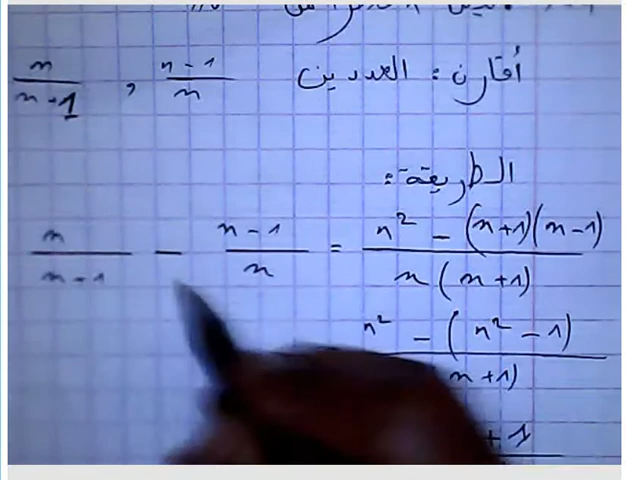 أقارن: العددين n-1/n , n/n+1
الطريقة:
n/n-1 - n-1/n = n² - (n+1)(n-1)/n(n+1)
n² - (n² - 1)/n+1)
+ 1